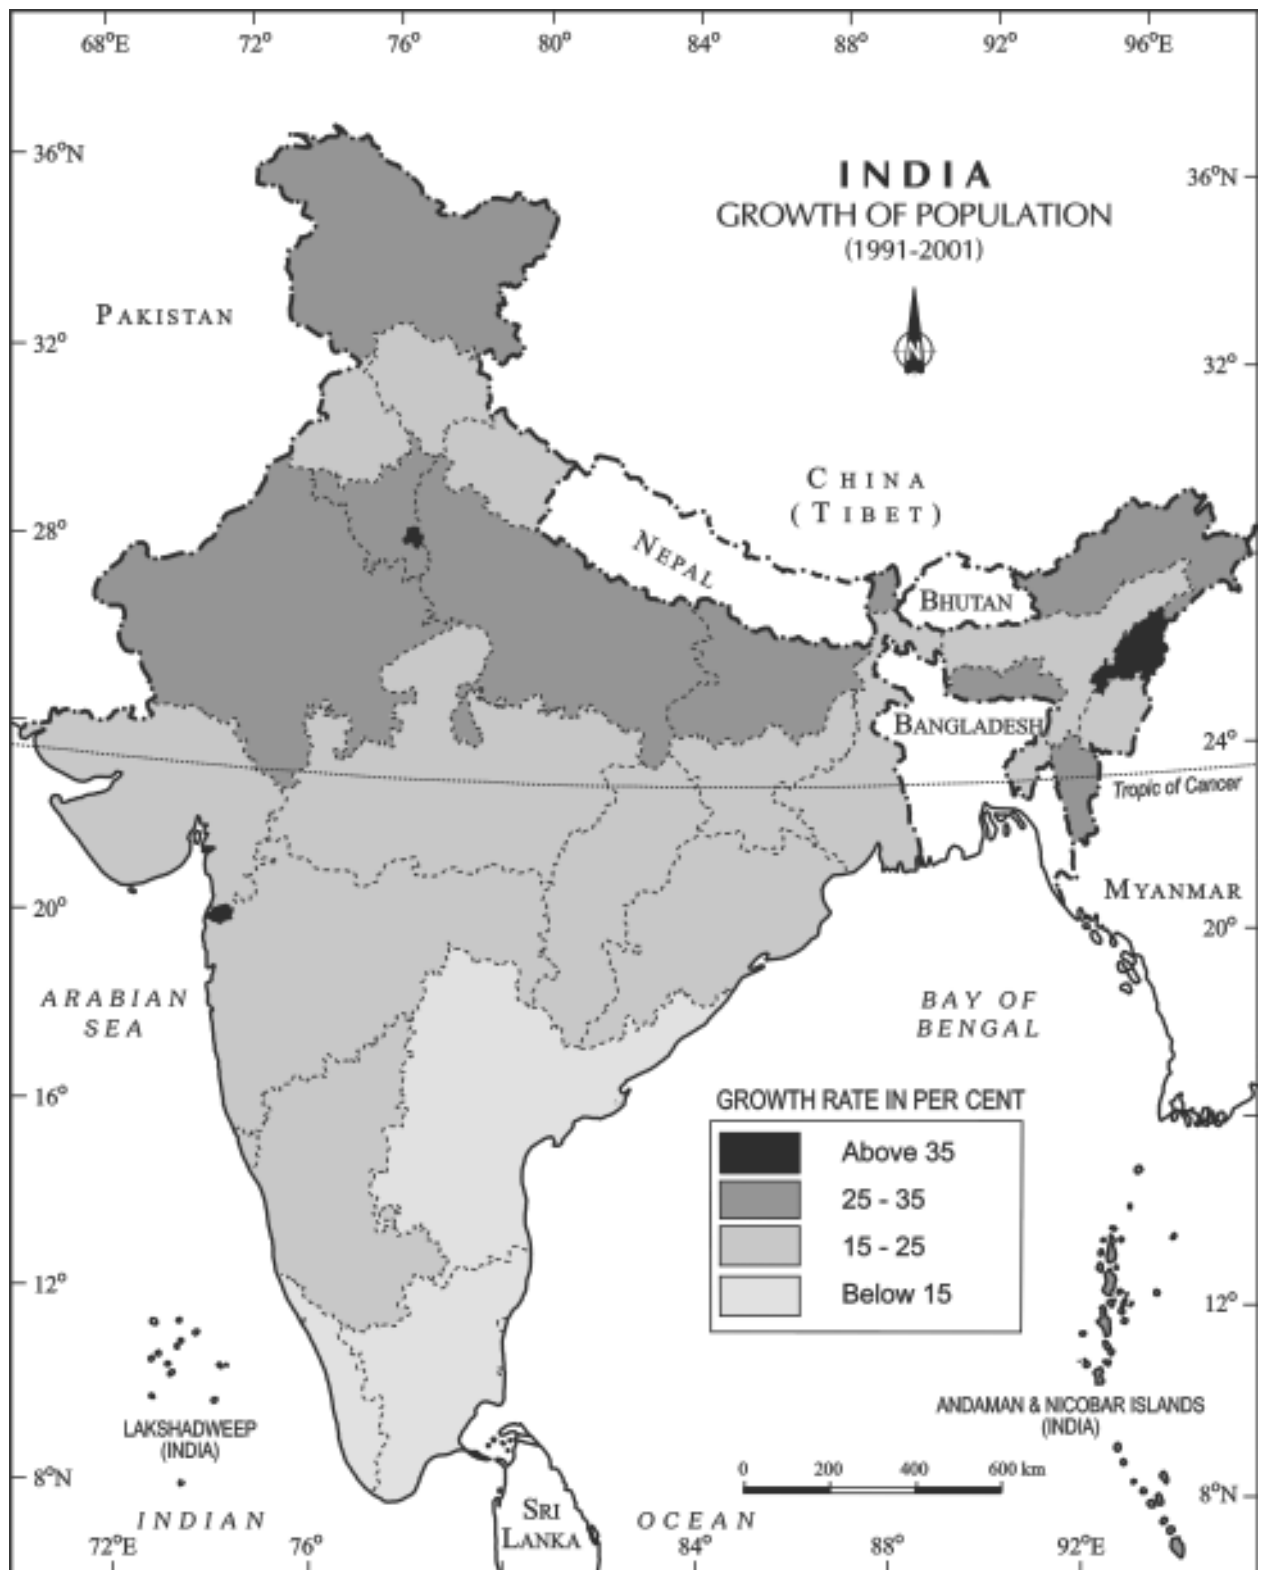 68°E 72° 76° 80° 84° 88° 92° 96°E
36°N
INDIA
36°N
GROWTH OF POPULATION
(1991-2001)
PAKISTAN
N
32°
32°
CHINA
(TIBET)
28°
NEPAL
BHUTAN
BANGLADESH
24°
Tropic of Cancer
MYANMAR
20°
20°
ARABIAN
SEA
BAY OF
BENGAL
16°
GROWTH RATE IN PER CENT
Above 35
25 - 35
15 - 25
Below 15
12°
12°
ANDAMAN & NICOBAR ISLANDS
(INDIA)
LAKSHADWEEP
(INDIA)
0 200 400 600 km
8°N
8°N
SRI
LANKA
INDIAN OCEAN
72°E 76° 84° 88° 92°E